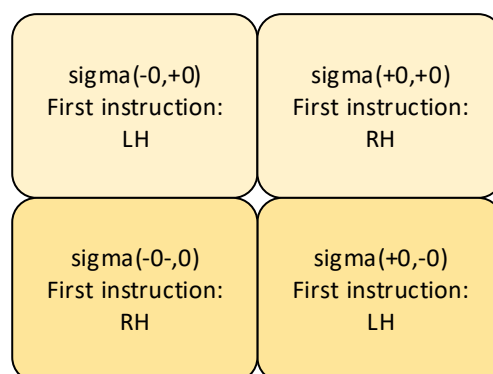 sigma(-0,+0)
First instruction:
LH
sigma(+0,+0)
First instruction:
RH
sigma(-0-,0)
First instruction:
RH
sigma(+0,-0)
First instruction:
LH